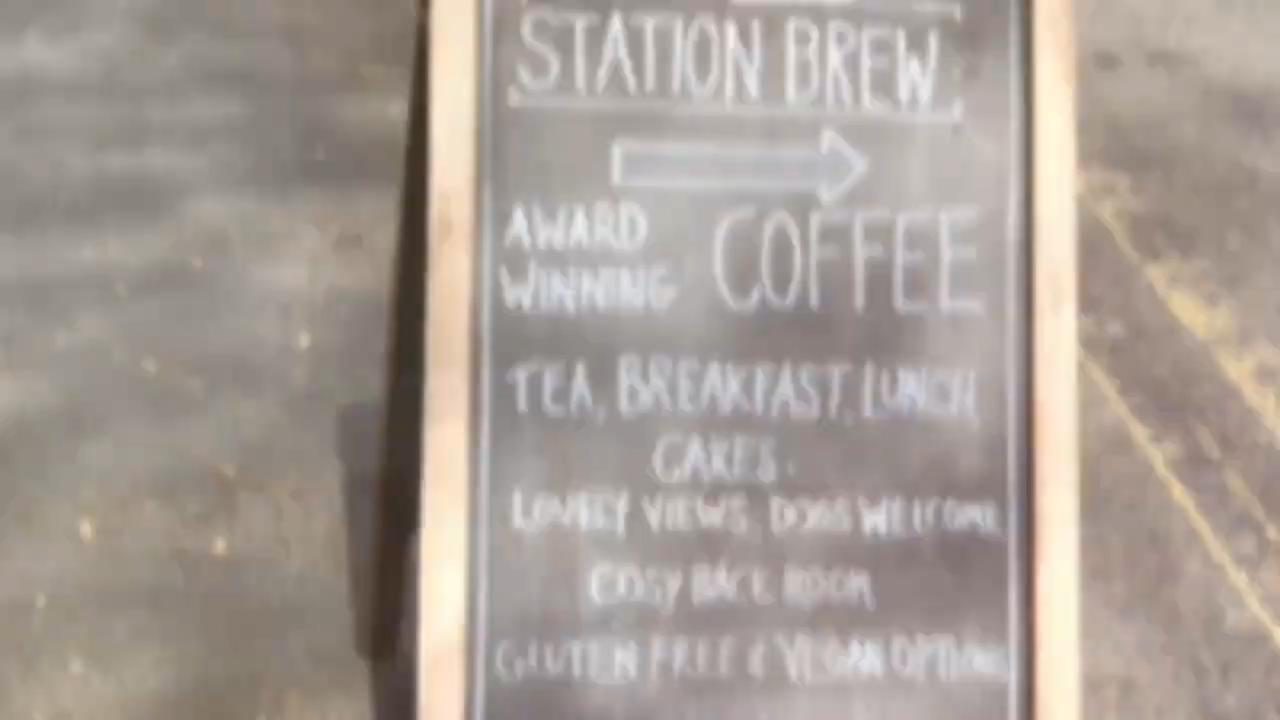 STATION BREW.
AWARD
WINNING COFFEE
TEA, BREAKFAST, LUNCH
CAKES.
LOVELY VIEWS, DOGS WELCOME
COSY BACK ROOM
GLUTEN FREE & VEGAN OPTIONS